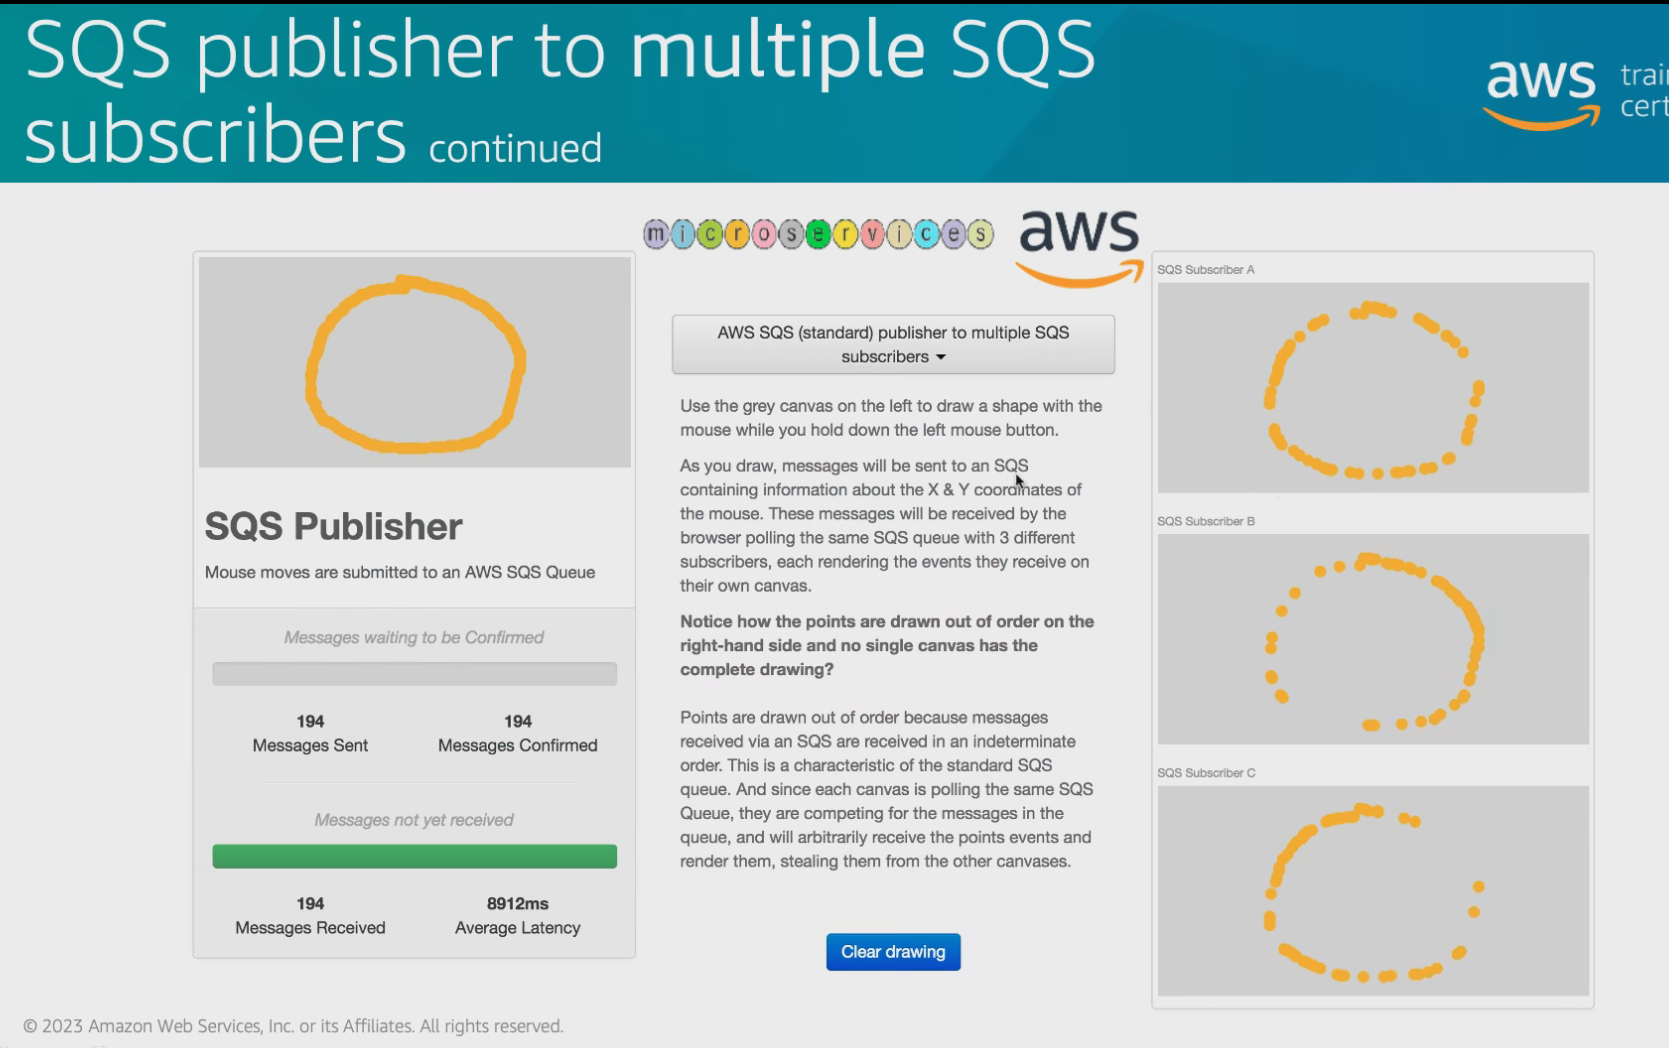 SQS publisher to multiple SQS
subscribers continued
aws
microservices
aws
SQS Publisher
Mouse moves are submitted to an AWS SQS Queue
Messages waiting to be Confirmed
194
Messages Sent
194
Messages Confirmed
Messages not yet received
194
Messages Received
8912ms
Average Latency
AWS SQS (standard) publisher to multiple SQS
subscribers
Use the grey canvas on the left to draw a shape with the
mouse while you hold down the left mouse button.
As you draw, messages will be sent to an SQS
containing information about the X & Y coordinates of
the mouse. These messages will be received by the
browser polling the same SQS queue with 3 different
subscribers, each rendering the events they receive on
their own canvas.
Notice how the points are drawn out of order on the
right-hand side and no single canvas has the
complete drawing?
Points are drawn out of order because messages
received via an SQS are received in an indeterminate
order. This is a characteristic of the standard SQS
queue. And since each canvas is polling the same SQS
Queue, they are competing for the messages in the
queue, and will arbitrarily receive the points events and
render them, stealing them from the other canvases.
Clear drawing
SQS Subscriber A
SQS Subscriber B
SQS Subscriber C
© 2023 Amazon Web Services, Inc. or its Affiliates. All rights reserved.